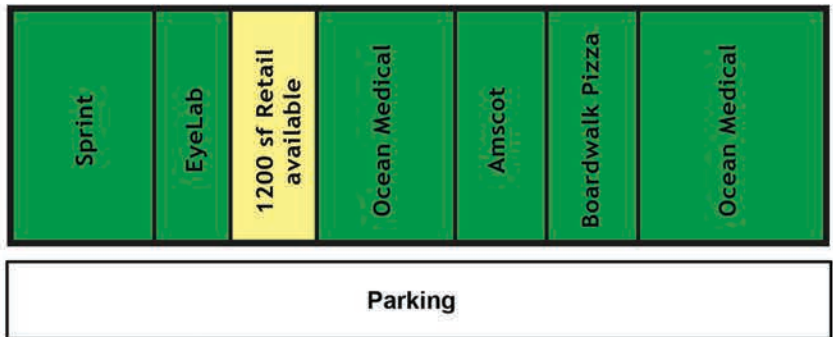 Sprint
EyeLab
1200 sf Retail
available
Ocean Medical
Amscot
Boardwalk Pizza
Ocean Medical
Parking